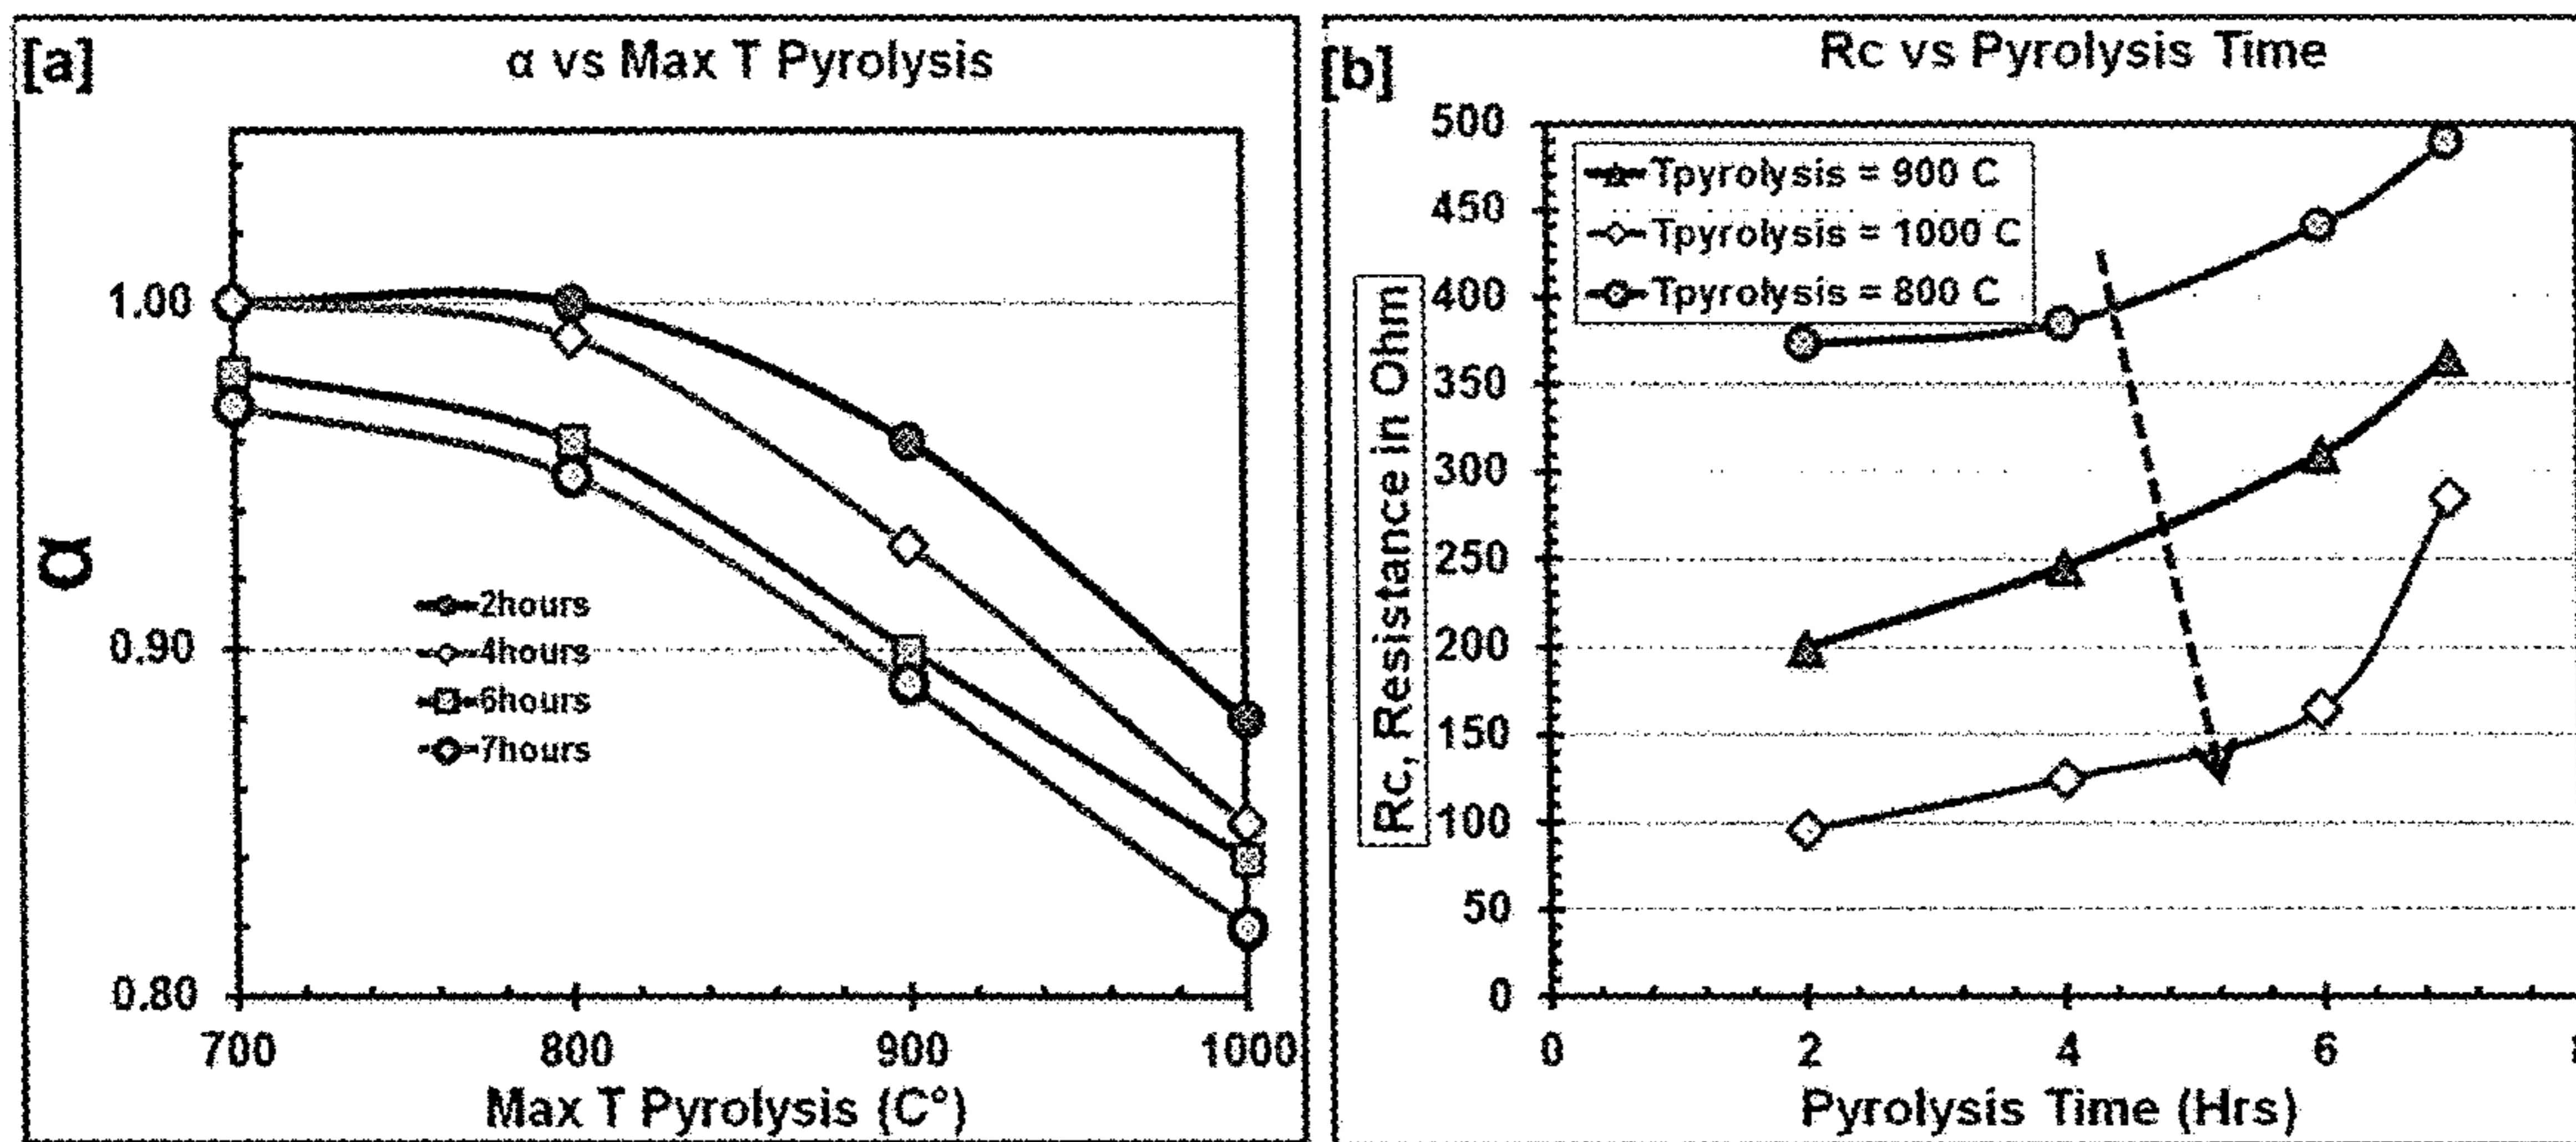 [a]
α vs Max T Pyrolysis
1.00
0.90
0.80
α
2hours
4hours
6hours
7hours
700 800 900 1000
Max T Pyrolysis (C°)
[b]
Rc vs Pyrolysis Time
500
450
400
350
300
250
200
150
100
50
0
Rc, Resistance in Ohm
Tpyrolysis = 900 C
Tpyrolysis = 1000 C
Tpyrolysis = 800 C
0 2 4 6
Pyrolysis Time (Hrs)